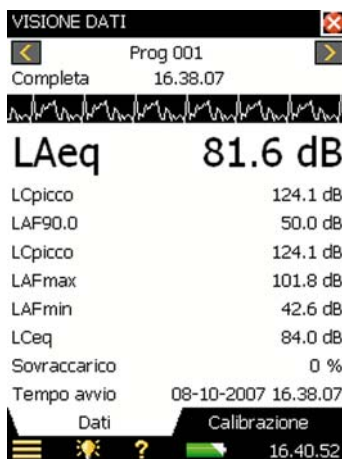 VISIONE DATI
Prog 001
Completa 16.38.07
LAeq 81.6 dB
LCpicco 124.1 dB
LAF90.0 50.0 dB
LCpicco 124.1 dB
LAFmax 101.8 dB
LAFmin 42.6 dB
LCeq 84.0 dB
Sovraccarico 0 %
Tempo avvio 08-10-2007 16.38.07
Dati Calibrazione
? 16.40.52